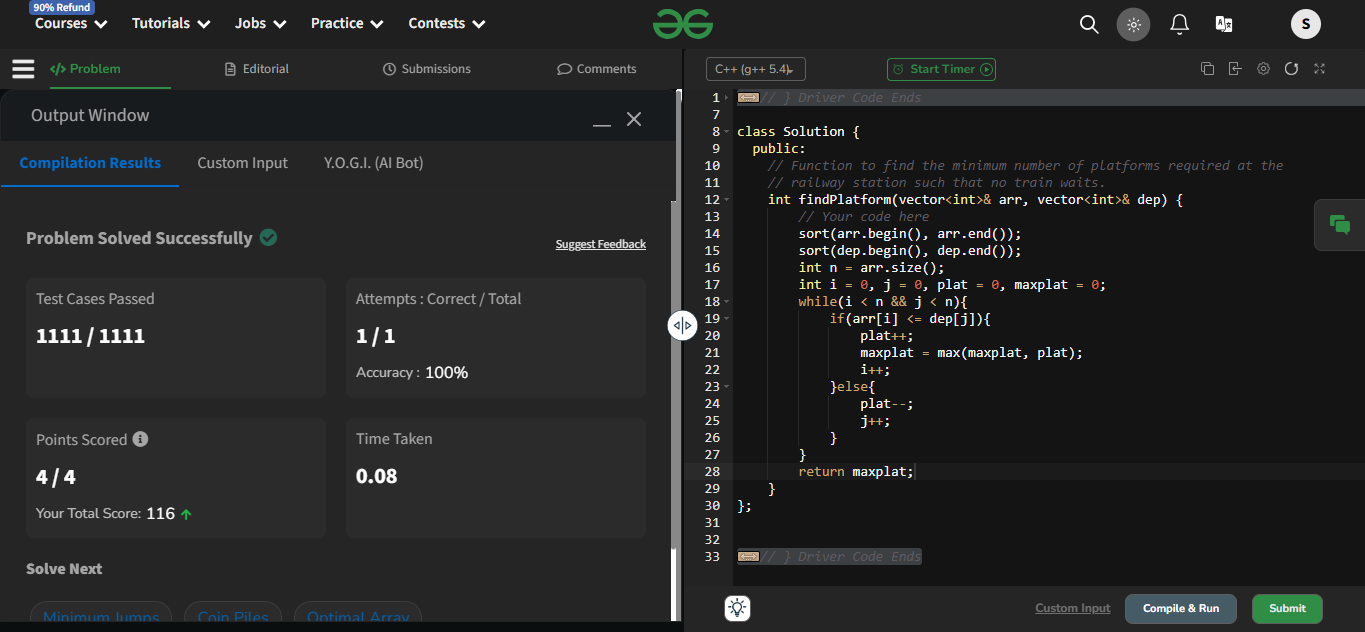 90% Refund
Courses Tutorials Jobs Practice Contests
S
Problem Editorial Submissions Comments
Output Window
Compilation Results Custom Input Y.O.G.I. (AI Bot)
Problem Solved Successfully
Suggest Feedback
Test Cases Passed
1111 / 1111
Attempts : Correct / Total
1 / 1
Accuracy : 100%
Points Scored
4 / 4
Your Total Score: 116
Time Taken
0.08
Solve Next
Minimum Jumps Coin Piles Optimal Array
C++ (g++ 5.4) Start Timer
1 // } Driver Code Ends
7
8 class Solution {
9 public:
10 // Function to find the minimum number of platforms required at the
11 // railway station such that no train waits.
12 int findPlatform(vector<int>& arr, vector<int>& dep) {
13 // Your code here
14 sort(arr.begin(), arr.end());
15 sort(dep.begin(), dep.end());
16 int n = arr.size();
17 int i = 0, j = 0, plat = 0, maxplat = 0;
18 while(i < n && j < n){
19 if(arr[i] <= dep[j]){
20 plat++;
21 maxplat = max(maxplat, plat);
22 i++;
23 }else{
24 plat--;
25 j++;
26 }
27 }
28 return maxplat;
29 }
30 };
31
32
33 // } Driver Code Ends
Custom Input Compile & Run Submit